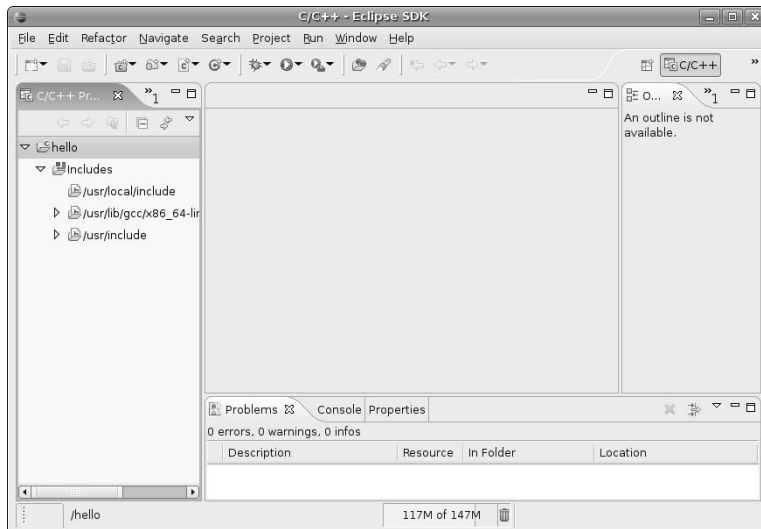 C/C++ - Eclipse SDK
File Edit Refactor Navigate Search Project Run Window Help
C/C++ »
C/C++ Pr... »1
O... »1
An outline is not
available.
hello
Includes
/usr/local/include
/usr/lib/gcc/x86_64-lin
/usr/include
Problems Console Properties
0 errors, 0 warnings, 0 infos
Description Resource In Folder Location
/hello 117M of 147M